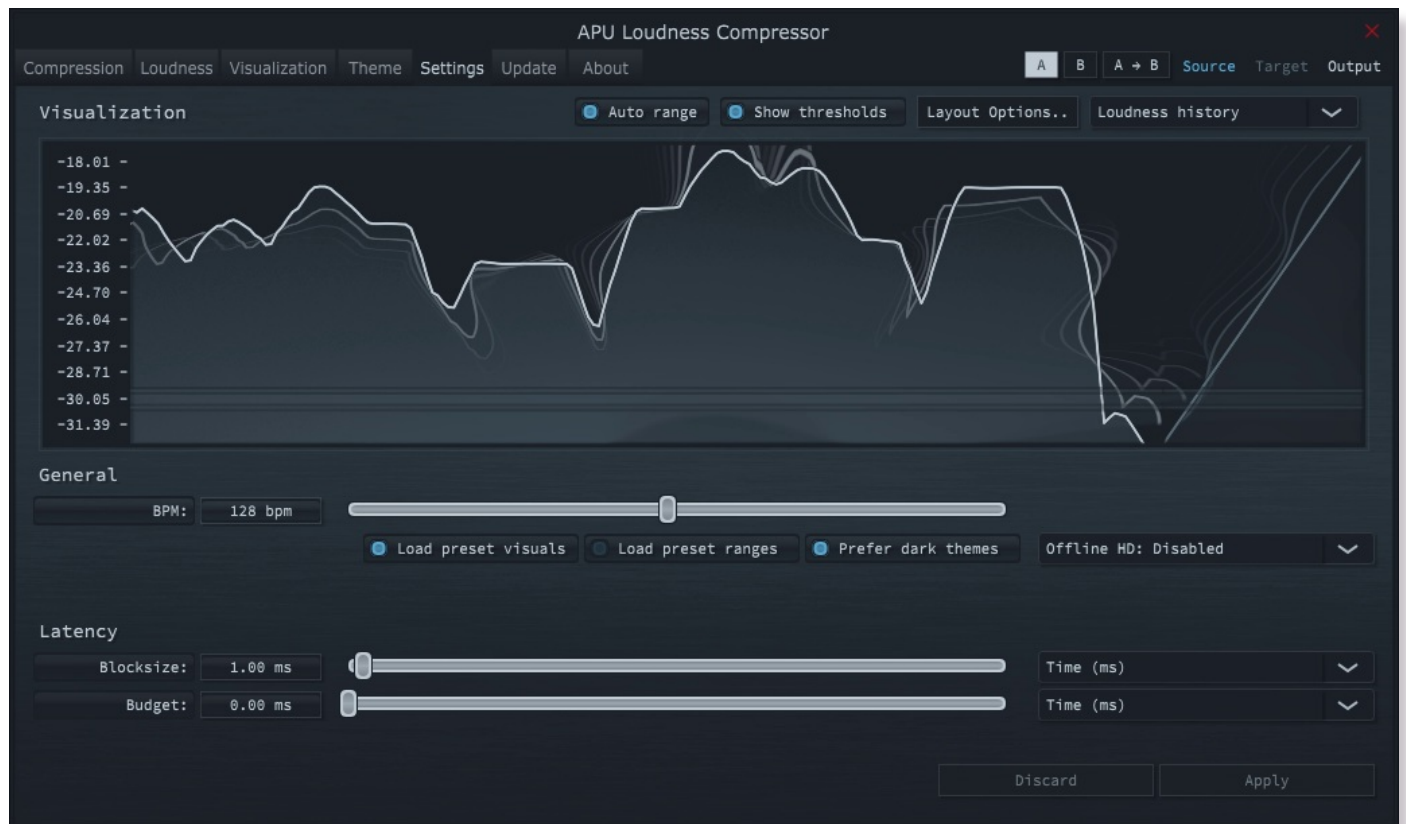 APU Loudness Compressor
Compression Loudness Visualization Theme Settings Update About A B A → B Source Target Output
Visualization Auto range Show thresholds Layout Options.. Loudness history
-18.01 -
-19.35 -
-20.69 -
-22.02 -
-23.36 -
-24.70 -
-26.04 -
-27.37 -
-28.71 -
-30.05 -
-31.39 -
General
BPM: 128 bpm
Load preset visuals Load preset ranges Prefer dark themes Offline HD: Disabled
Latency
Blocksize: 1.00 ms Time (ms)
Budget: 0.00 ms Time (ms)
Discard Apply